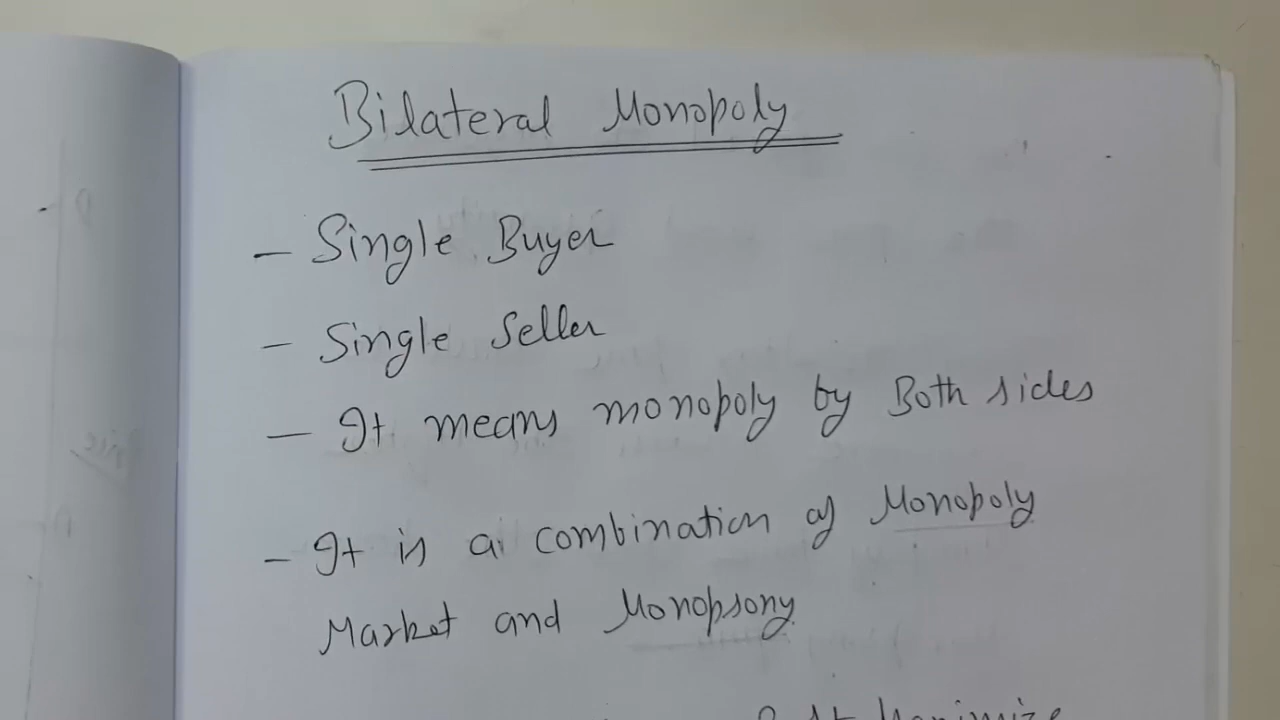 Bilateral Monopoly
- Single Buyer
- Single Seller
- It means monopoly by Both sides
- It is a combination of Monopoly
Market and Monopsony